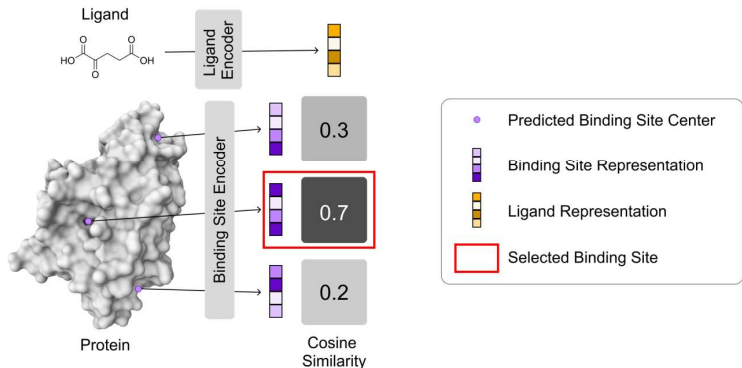 Ligand
HO
O
O
O
OH
Ligand
Encoder
Binding Site Encoder
0.3
0.7
0.2
Protein
Cosine
Similarity
Predicted Binding Site Center
Binding Site Representation
Ligand Representation
Selected Binding Site